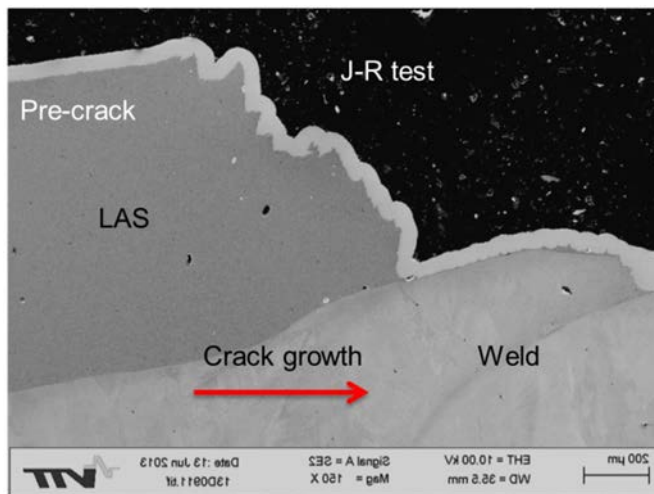 J-R test
Pre-crack
LAS
Crack growth
Weld
200 µm
EHT = 10.00 kV
Signal A = SE2
Date :13 Jun 2013
WD = 35.5 mm
Mag = 150 X
13D0911.tif
VTT